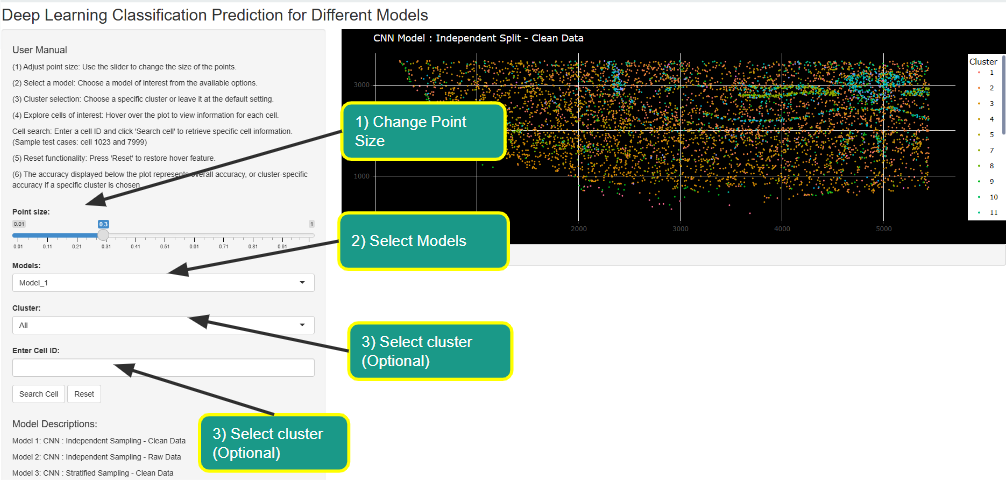 Deep Learning Classification Prediction for Different Models
User Manual
(1) Adjust point size: Use the slider to change the size of the points.
(2) Select a model: Choose a model of interest from the available options.
(3) Cluster selection: Choose a specific cluster or leave it at the default setting.
(4) Explore cells of interest: Hover over the plot to view information for each cell.
Cell search: Enter a cell ID and click 'Search cell' to retrieve specific cell information.
(Sample test cases: cell 1023 and 7999)
(5) Reset functionality: Press 'Reset' to restore hover feature.
(6) The accuracy displayed below the plot represents overall accuracy, or cluster-specific
accuracy if a specific cluster is chosen.
Point size:
0.01 0.3 1
0.01 0.11 0.21 0.31 0.41 0.51 0.61 0.71 0.81 0.91
Models:
Model_1
Cluster:
All
Enter Cell ID:
Search Cell Reset
Model Descriptions:
Model 1: CNN : Independent Sampling - Clean Data
Model 2: CNN : Independent Sampling - Raw Data
Model 3: CNN : Stratified Sampling - Clean Data
1) Change Point
Size
2) Select Models
3) Select cluster
(Optional)
3) Select cluster
(Optional)
CNN Model : Independent Split - Clean Data
3000
1000
2000 3000 4000 5000
Cluster
1
2
3
4
5
7
8
9
10
11